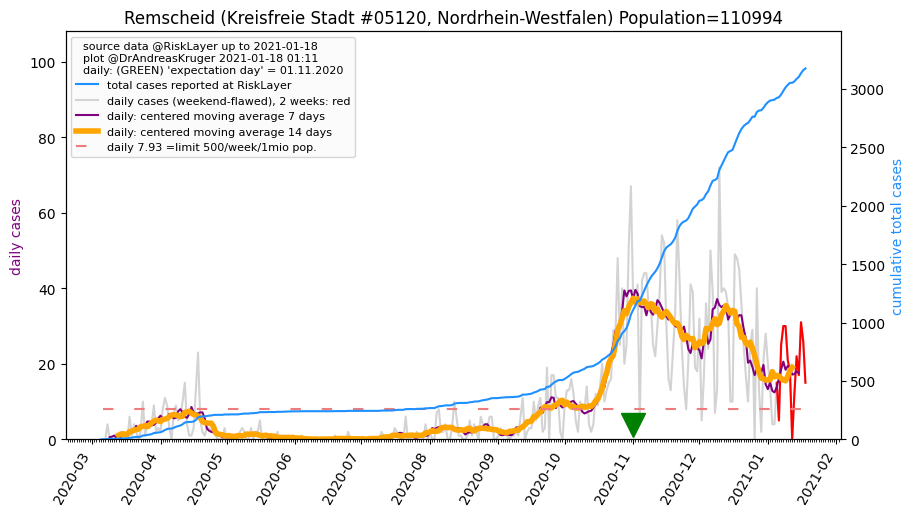 Remscheid (Kreisfreie Stadt #05120, Nordrhein-Westfalen) Population=110994
source data @RiskLayer up to 2021-01-18
plot @DrAndreasKruger 2021-01-18 01:11
daily: (GREEN) 'expectation day' = 01.11.2020
total cases reported at RiskLayer
daily cases (weekend-flawed), 2 weeks: red
daily: centered moving average 7 days
daily: centered moving average 14 days
daily 7.93 =limit 500/week/1mio pop.
daily cases
100
80
60
40
20
0
cumulative total cases
3000
2500
2000
1500
1000
500
0
2020-03
2020-04
2020-05
2020-06
2020-07
2020-08
2020-09
2020-10
2020-11
2020-12
2021-01
2021-02